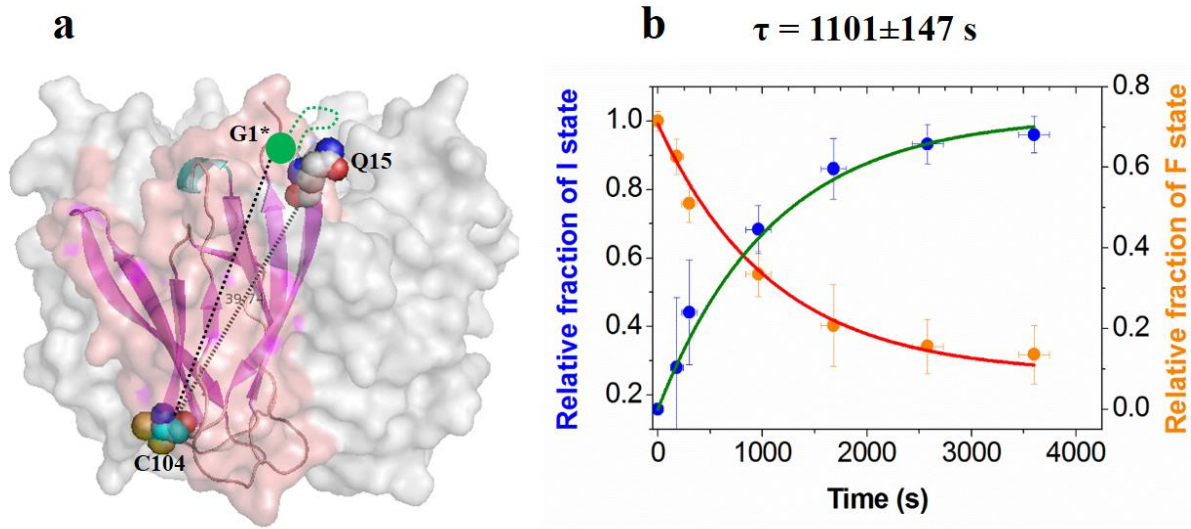 a
b
τ = 1101±147 s
G1*
Q15
39.74
C104
Relative fraction of I state
1.0
0.8
0.6
0.4
0.2
0.8
0.6
0.4
0.2
0.0
Relative fraction of F state
0
1000
2000
3000
4000
Time (s)